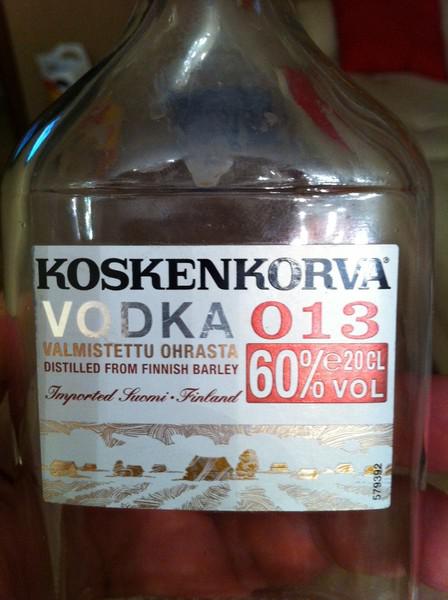 KOSKENKORVA®
VODKA 013
VALMISTETTU OHRASTA
DISTILLED FROM FINNISH BARLEY
60% e 20 CL
VOL
Imported Suomi · Finland
579392